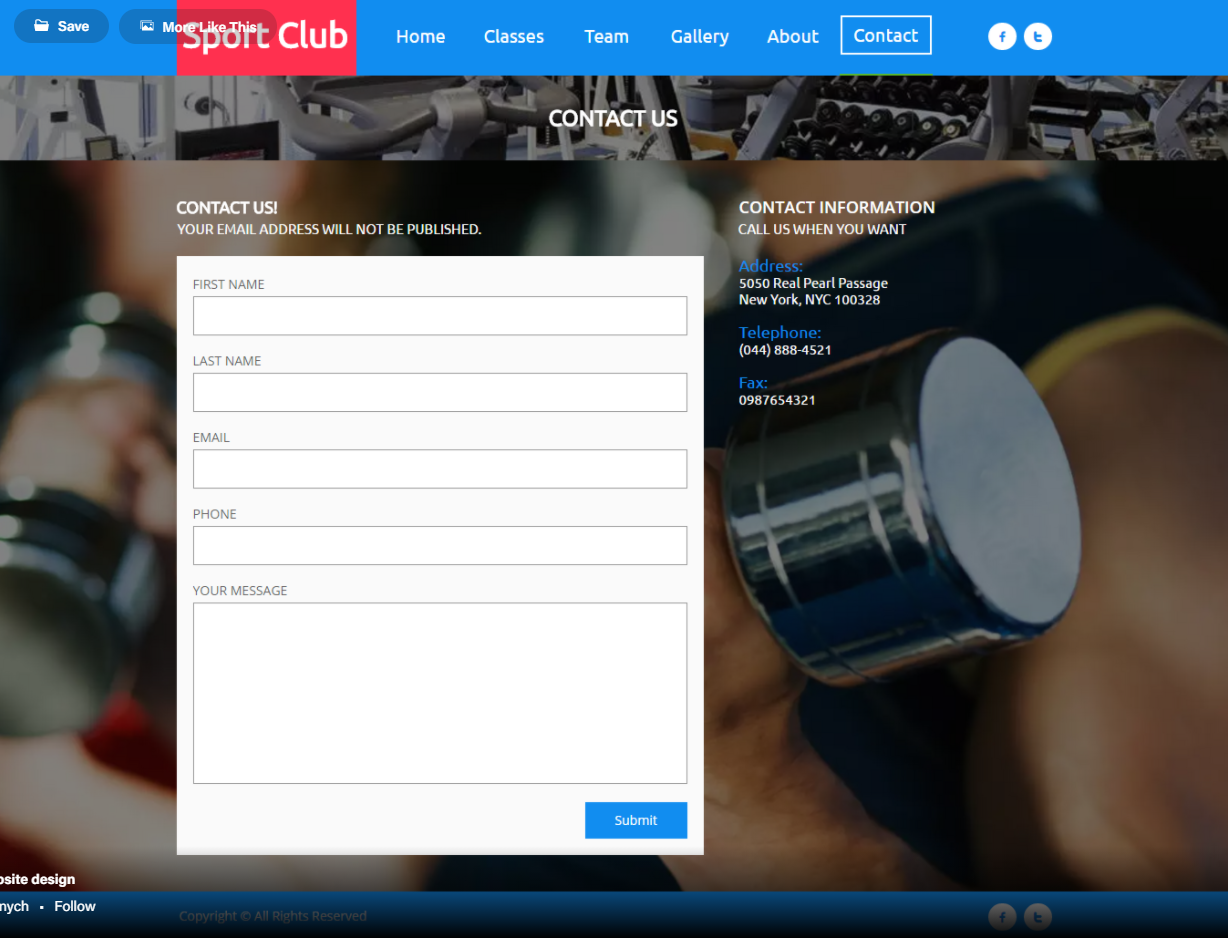 Save
More Like This
Sport Club
Home
Classes
Team
Gallery
About
Contact
CONTACT US
CONTACT US!
YOUR EMAIL ADDRESS WILL NOT BE PUBLISHED.
FIRST NAME
LAST NAME
EMAIL
PHONE
YOUR MESSAGE
Submit
CONTACT INFORMATION
CALL US WHEN YOU WANT
Address:
5050 Real Pearl Passage
New York, NYC 100328
Telephone:
(044) 888-4521
Fax:
0987654321
design
Follow
Copyright © All Rights Reserved